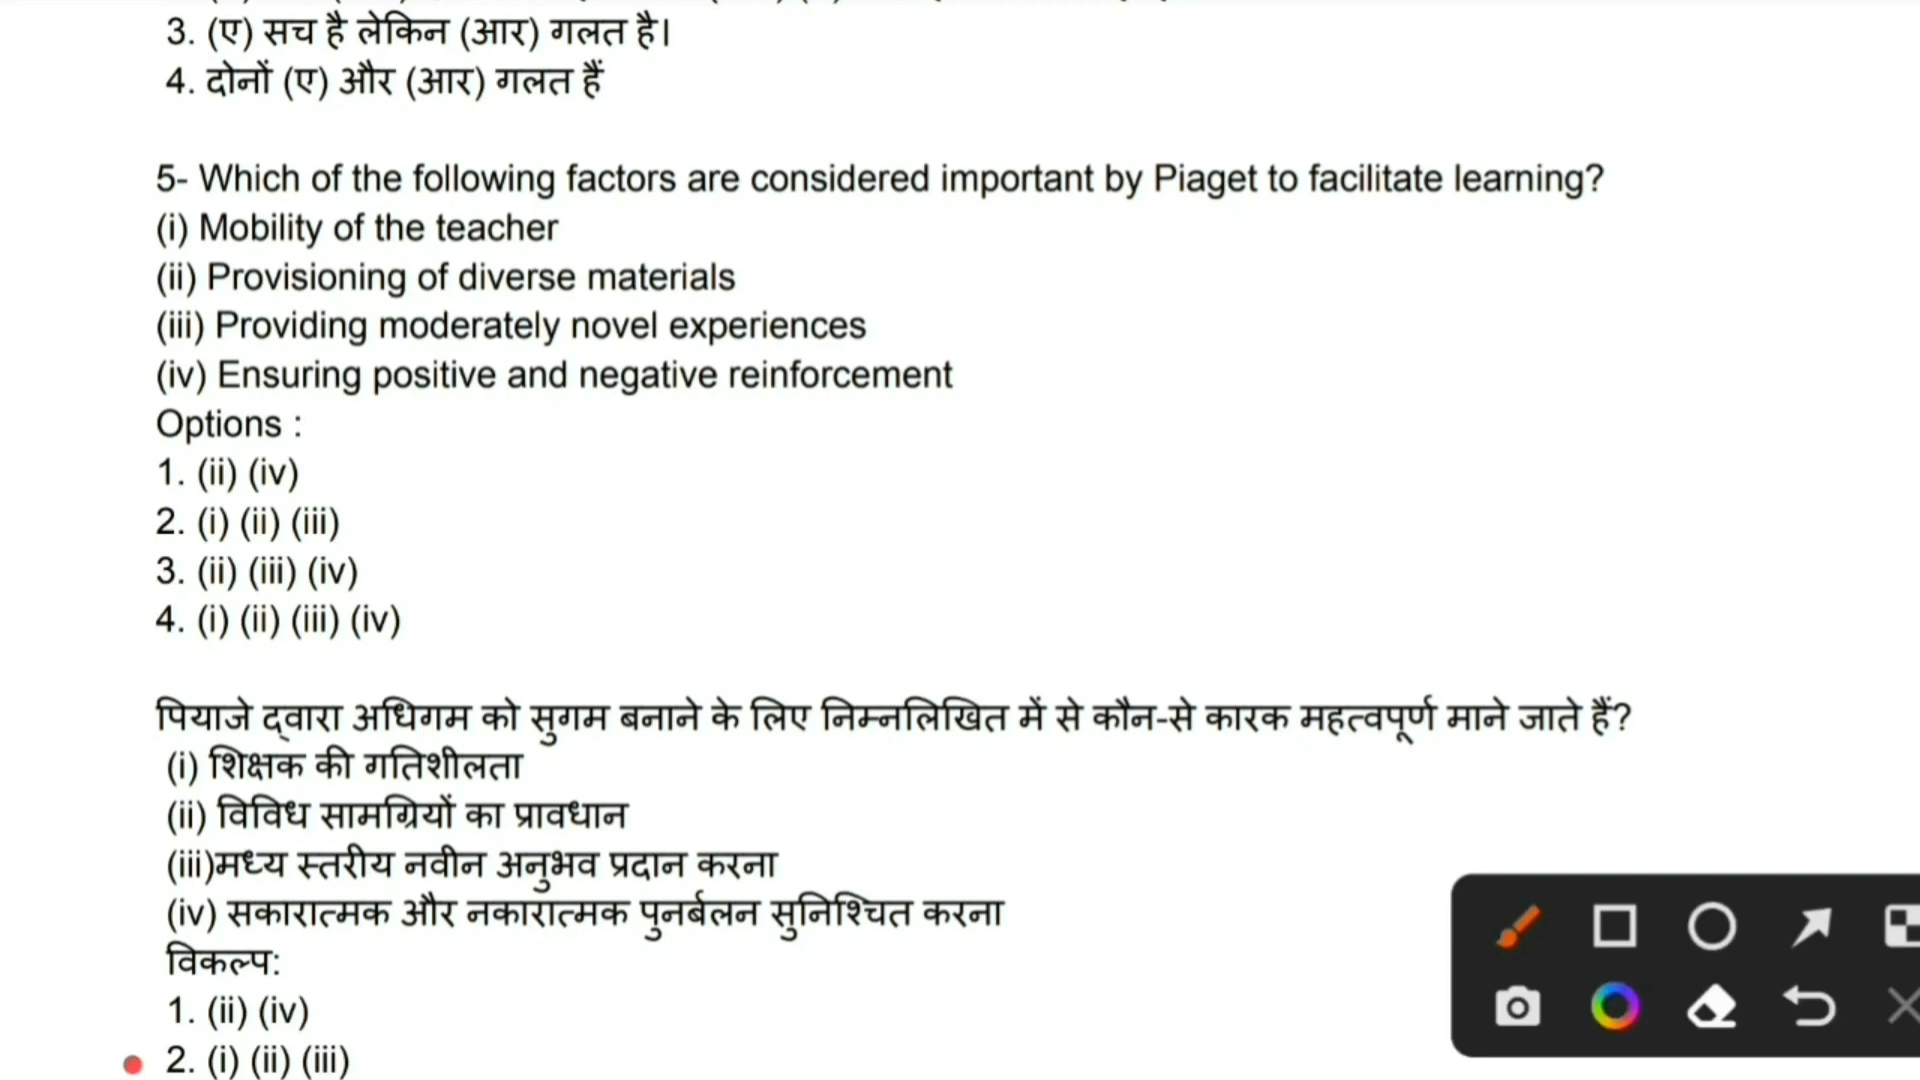 3. (ए) सच है लेकिन (आर) गलत है।
4. दोनों (ए) और (आर) गलत हैं
5- Which of the following factors are considered important by Piaget to facilitate learning?
(i) Mobility of the teacher
(ii) Provisioning of diverse materials
(iii) Providing moderately novel experiences
(iv) Ensuring positive and negative reinforcement
Options :
1. (ii) (iv)
2. (i) (ii) (iii)
3. (ii) (iii) (iv)
4. (i) (ii) (iii) (iv)
पियाजे द्वारा अधिगम को सुगम बनाने के लिए निम्नलिखित में से कौन-से कारक महत्वपूर्ण माने जाते हैं?
(i) शिक्षक की गतिशीलता
(ii) विविध सामग्रियों का प्रावधान
(iii)मध्य स्तरीय नवीन अनुभव प्रदान करना
(iv) सकारात्मक और नकारात्मक पुनर्बलन सुनिश्चित करना
विकल्प:
1. (ii) (iv)
2. (i) (ii) (iii)